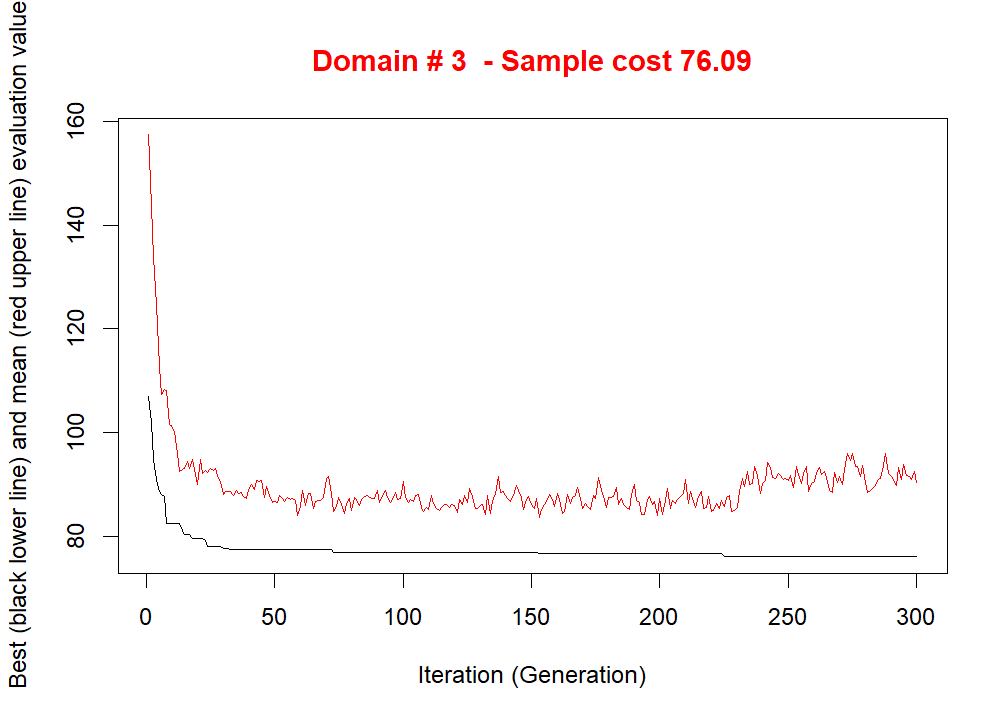 Domain # 3  - Sample cost 76.09
Best (black lower line) and mean (red upper line) evaluation value
160
140
120
100
80
0 50 100 150 200 250 300
Iteration (Generation)